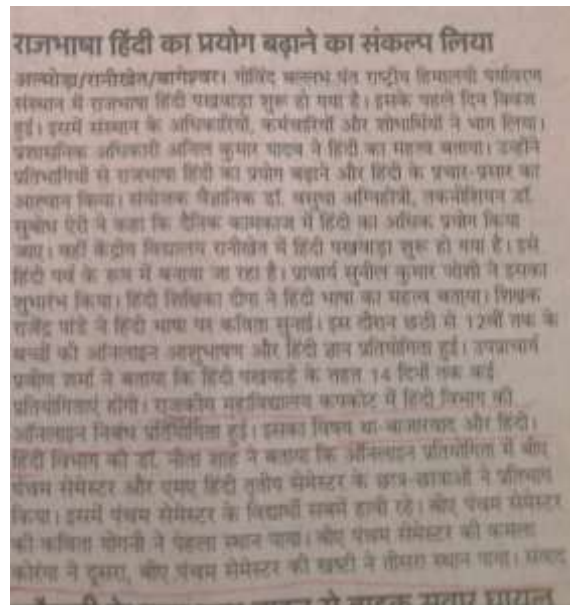 राजभाषा हिंदी का प्रयोग बढ़ाने का संकल्प लिया
अल्मोड़ा/रानीखेत/बागेश्वर। गोविंद बल्लभ पंत राष्ट्रीय हिमालयी पर्यावरण
संस्थान में राजभाषा हिंदी पखवाड़ा शुरू हो गया है। इसके पहले दिन क्विज
हुई। इसमें संस्थान के अधिकारियों, कर्मचारियों और शोधार्थियों ने भाग लिया।
प्रशासनिक अधिकारी अनिल कुमार यादव ने हिंदी का महत्व बताया। उन्होंने
प्रतिभागियों से राजभाषा हिंदी का प्रयोग बढ़ाने और हिंदी के प्रचार-प्रसार का
आह्वान किया। संयोजक वैज्ञानिक डॉ. वसुधा अग्निहोत्री, तकनीशियन डॉ.
सुबोध ऐरी ने कहा कि दैनिक कामकाज में हिंदी का अधिक प्रयोग किया
जाए। वहीं केंद्रीय विद्यालय रानीखेत में हिंदी पखवाड़ा शुरू हो गया है। इसे
हिंदी पर्व के रूप में मनाया जा रहा है। प्राचार्य सुनील कुमार जोशी ने इसका
शुभारंभ किया। हिंदी शिक्षिका दीपा ने हिंदी भाषा का महत्व बताया। शिक्षक
राजेंद्र पांडे ने हिंदी भाषा पर कविता सुनाई। इस दौरान छठी से 12वीं तक के
बच्चों की ऑनलाइन आशुभाषण और हिंदी ज्ञान प्रतियोगिता हुई। उपप्राचार्य
प्रवीण शर्मा ने बताया कि हिंदी पखवाड़े के तहत 14 दिनों तक कई
प्रतियोगिताएं होंगी। राजकीय महाविद्यालय कपकोट में हिंदी विभाग की
ऑनलाइन निबंध प्रतियोगिता हुई। इसका विषय था-बाजारवाद और हिंदी।
हिंदी विभाग की डॉ. नीता शाह ने बताया कि ऑनलाइन प्रतियोगिता में बीए
पंचम सेमेस्टर और एमए हिंदी तृतीय सेमेस्टर के छात्र-छात्राओं ने प्रतिभाग
किया। इसमें पंचम सेमेस्टर के विद्यार्थी सबमें हावी रहे। बीए पंचम सेमेस्टर
की कविता जोगनी ने पहला स्थान पाया। बीए पंचम सेमेस्टर की कमला
कोरंगा ने दूसरा, बीए पंचम सेमेस्टर की खष्टी ने तीसरा स्थान पाया। संवाद
से बाइक सवार घायल